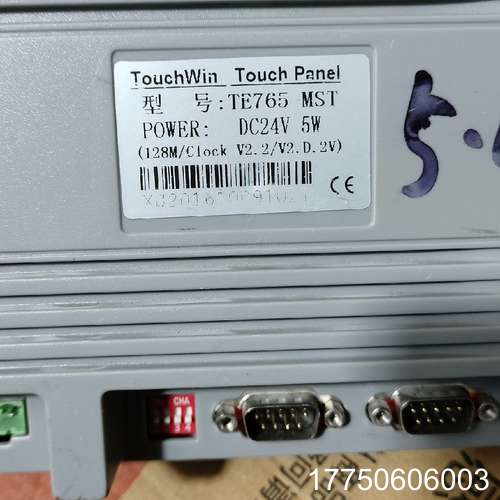 TouchWin Touch Panel
型 号:TE765 MST
POWER: DC24V 5W
(128M/Clock V2.2/V2.D.2V)
CE
CHA
17750606003